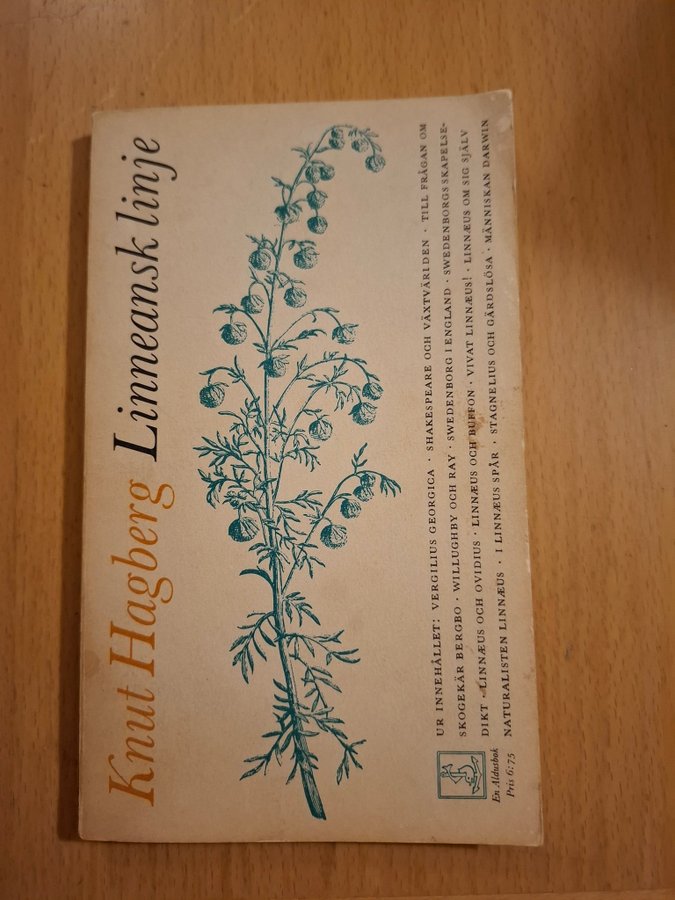 Knut Hagberg Linneansk linje
UR INNEHÅLLET: VERGILIUS GEORGICA · SHAKESPEARE OCH VÄXTVÄRLDEN · TILL FRÅGAN OM
SKOGEKÄR BERGBO · WILLUGHBY OCH RAY · SWEDENBORG I ENGLAND · SWEDENBORGS SKAPELSE-
DIKT · LINNÆUS OCH OVIDIUS · LINNÆUS OCH BUFFON · VIVAT LINNÆUS! · LINNÆUS OM SIG SJÄLV
NATURALISTEN LINNÆUS · I LINNÆUS SPÅR · STAGNELIUS OCH GÄRDSLÖSA · MÄNNISKAN DARWIN
En Aldusbok
Pris 6:75